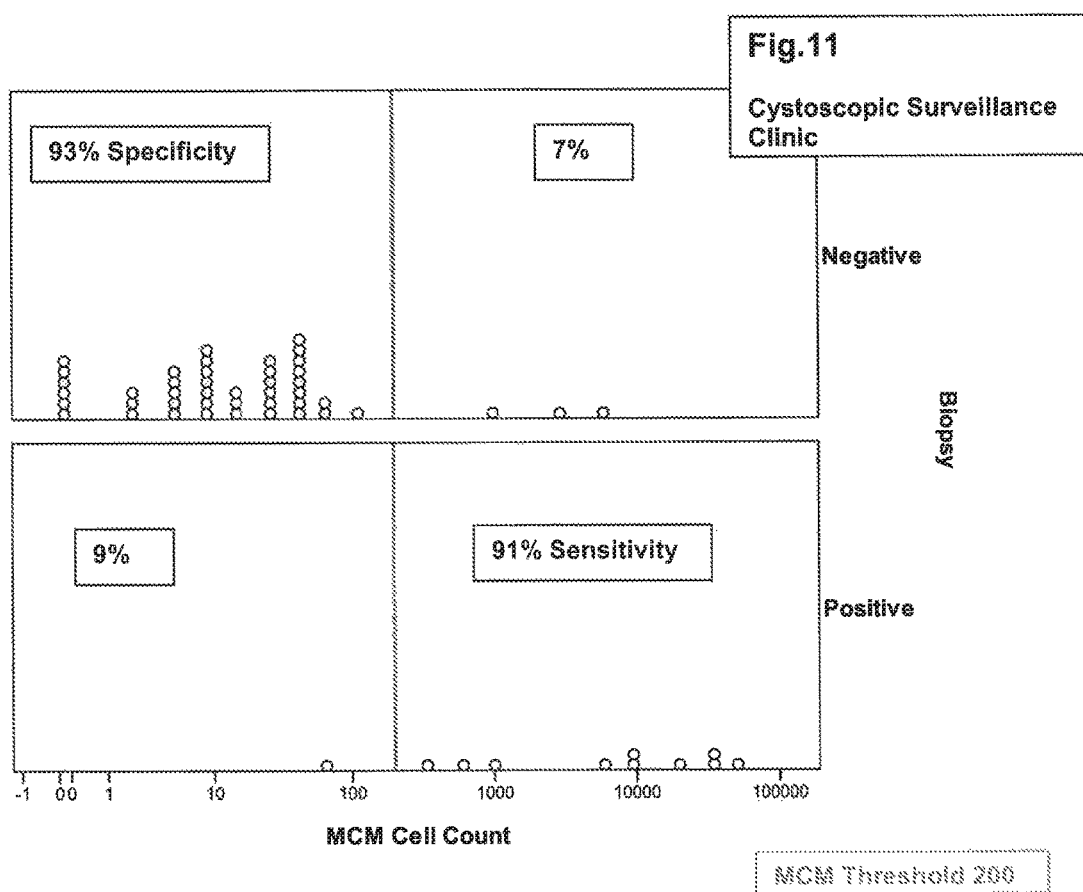 Fig.11
Cystoscopic Surveillance
Clinic
93% Specificity
7%
Negative
Biopsy
9%
91% Sensitivity
Positive
-1 0 0 1 10 100 1000 10000 100000
MCM Cell Count
MCM Threshold 200